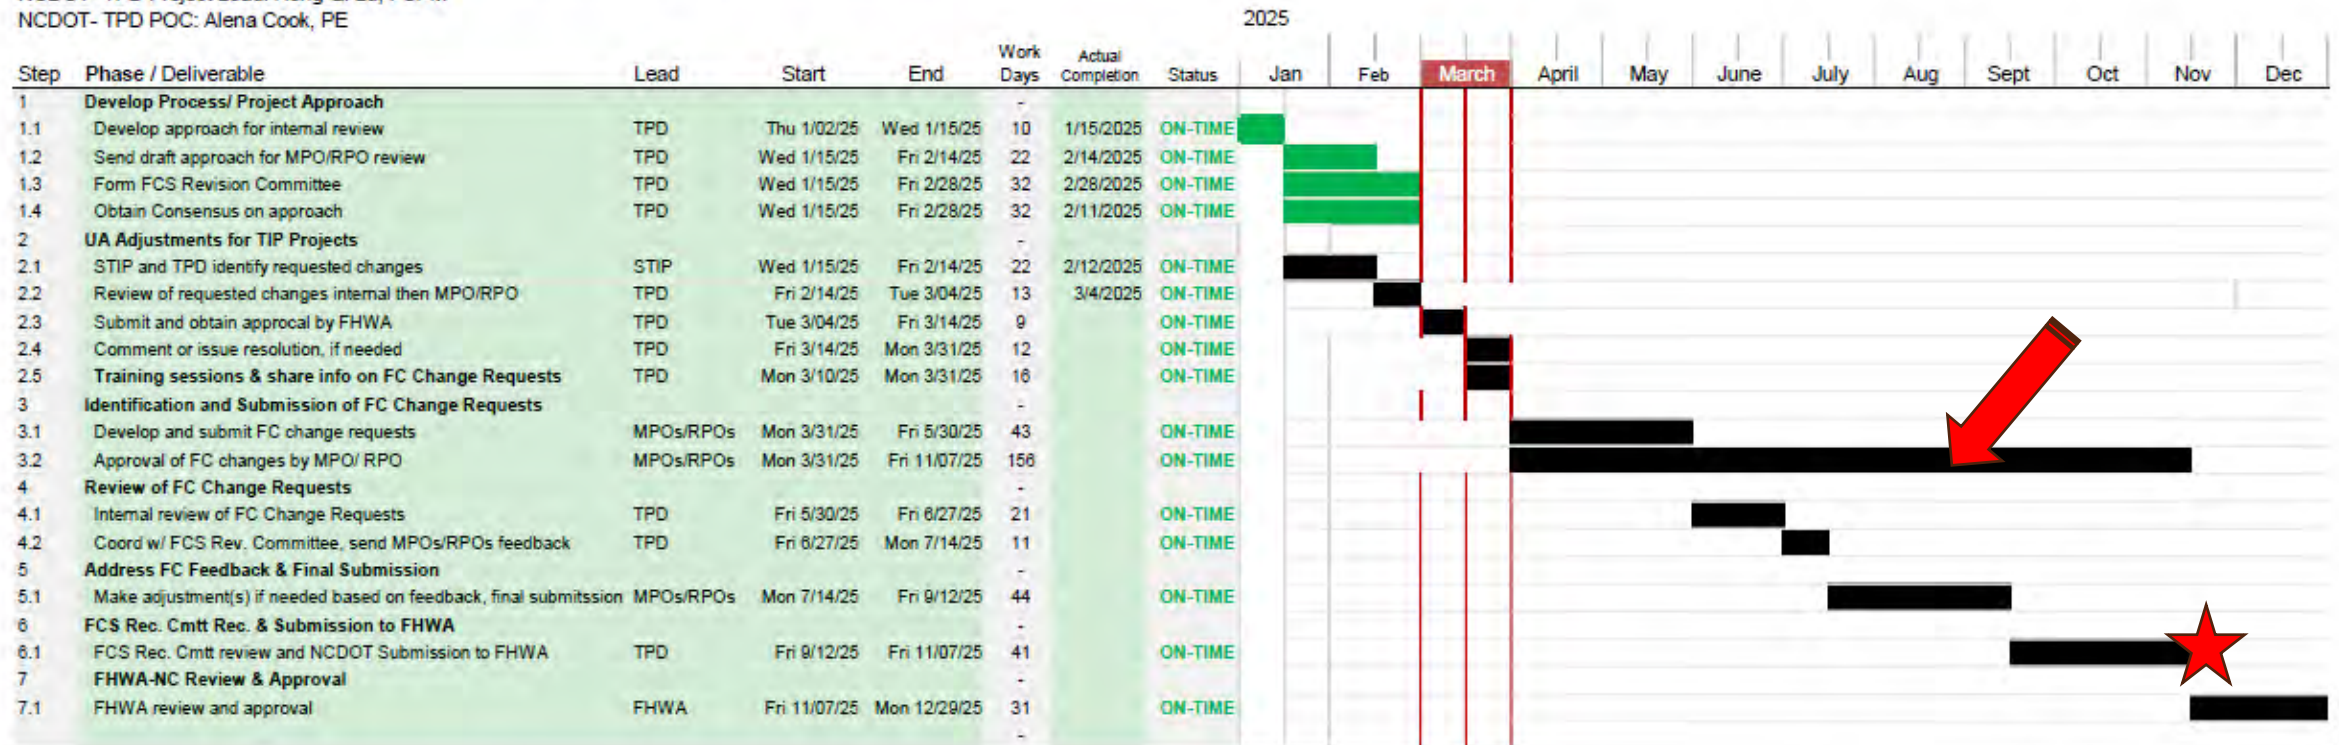 NCDOT- TPD POC: Alena Cook, PE
2025
Step Phase / Deliverable Lead Start End Work Days Actual Completion Status Jan Feb March April May June July Aug Sept Oct Nov Dec
1 Develop Process/ Project Approach -
1.1 Develop approach for internal review TPD Thu 1/02/25 Wed 1/15/25 10 1/15/2025 ON-TIME
1.2 Send draft approach for MPO/RPO review TPD Wed 1/15/25 Fri 2/14/25 22 2/14/2025 ON-TIME
1.3 Form FCS Revision Committee TPD Wed 1/15/25 Fri 2/28/25 32 2/28/2025 ON-TIME
1.4 Obtain Consensus on approach TPD Wed 1/15/25 Fri 2/28/25 32 2/11/2025 ON-TIME
2 UA Adjustments for TIP Projects -
2.1 STIP and TPD identify requested changes STIP Wed 1/15/25 Fri 2/14/25 22 2/12/2025 ON-TIME
2.2 Review of requested changes internal then MPO/RPO TPD Fri 2/14/25 Tue 3/04/25 13 3/4/2025 ON-TIME
2.3 Submit and obtain approcal by FHWA TPD Tue 3/04/25 Fri 3/14/25 9 ON-TIME
2.4 Comment or issue resolution, if needed TPD Fri 3/14/25 Mon 3/31/25 12 ON-TIME
2.5 Training sessions & share info on FC Change Requests TPD Mon 3/10/25 Mon 3/31/25 16 ON-TIME
3 Identification and Submission of FC Change Requests -
3.1 Develop and submit FC change requests MPOs/RPOs Mon 3/31/25 Fri 5/30/25 43 ON-TIME
3.2 Approval of FC changes by MPO/ RPO MPOs/RPOs Mon 3/31/25 Fri 11/07/25 156 ON-TIME
4 Review of FC Change Requests -
4.1 Internal review of FC Change Requests TPD Fri 5/30/25 Fri 6/27/25 21 ON-TIME
4.2 Coord w/ FCS Rev. Committee, send MPOs/RPOs feedback TPD Fri 6/27/25 Mon 7/14/25 11 ON-TIME
5 Address FC Feedback & Final Submission -
5.1 Make adjustment(s) if needed based on feedback, final submitssion MPOs/RPOs Mon 7/14/25 Fri 9/12/25 44 ON-TIME
6 FCS Rec. Cmtt Rec. & Submission to FHWA -
6.1 FCS Rec. Cmtt review and NCDOT Submission to FHWA TPD Fri 9/12/25 Fri 11/07/25 41 ON-TIME
7 FHWA-NC Review & Approval -
7.1 FHWA review and approval FHWA Fri 11/07/25 Mon 12/29/25 31 ON-TIME
-